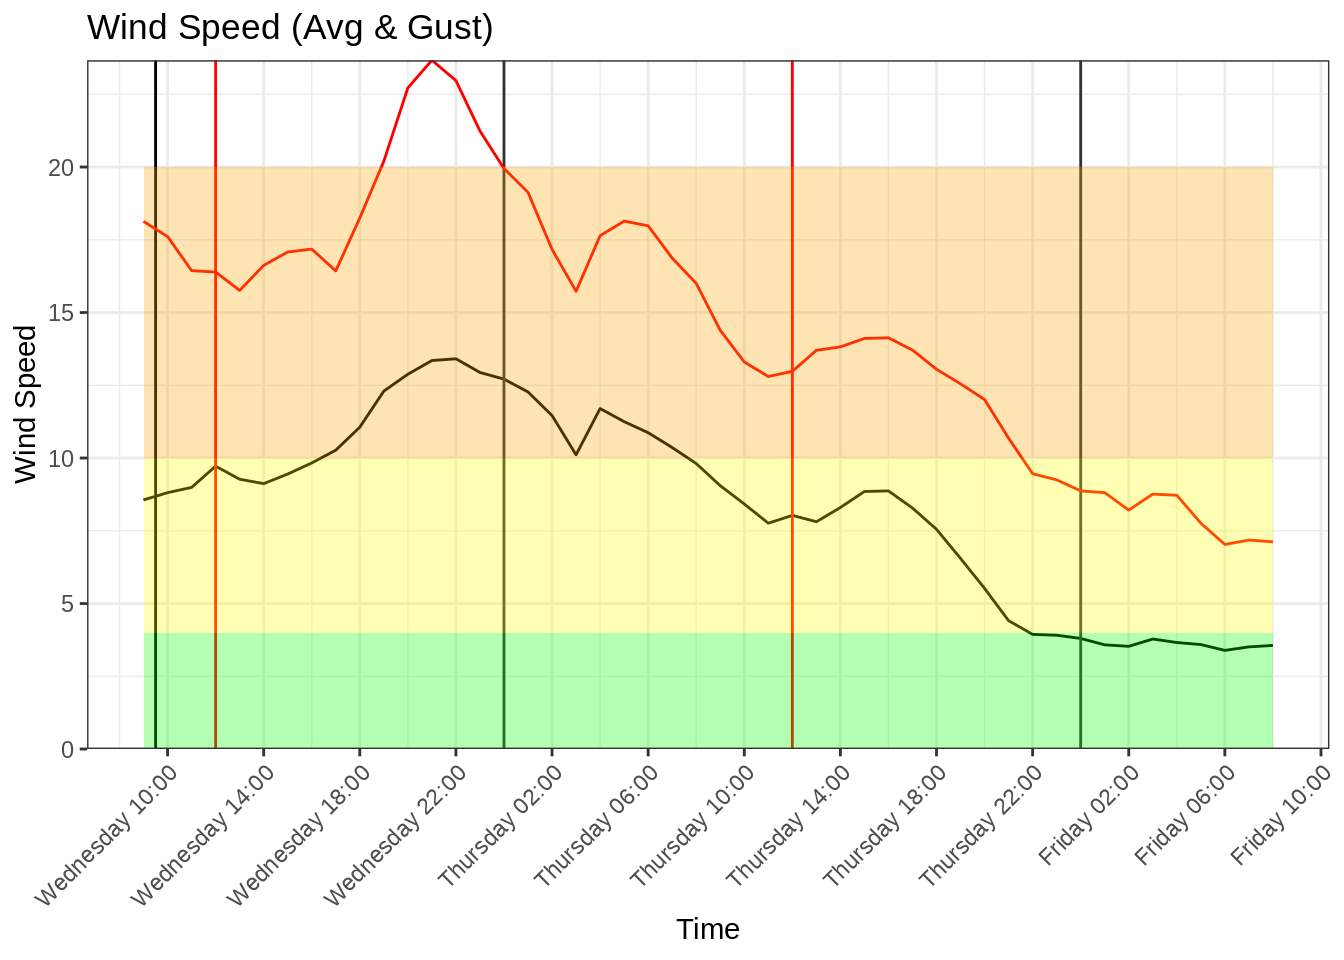 Wind Speed (Avg & Gust)
Wind Speed
20
15
10
5
0
Wednesday 10:00
Wednesday 14:00
Wednesday 18:00
Wednesday 22:00
Thursday 02:00
Thursday 06:00
Thursday 10:00
Thursday 14:00
Thursday 18:00
Thursday 22:00
Friday 02:00
Friday 06:00
Friday 10:00
Time